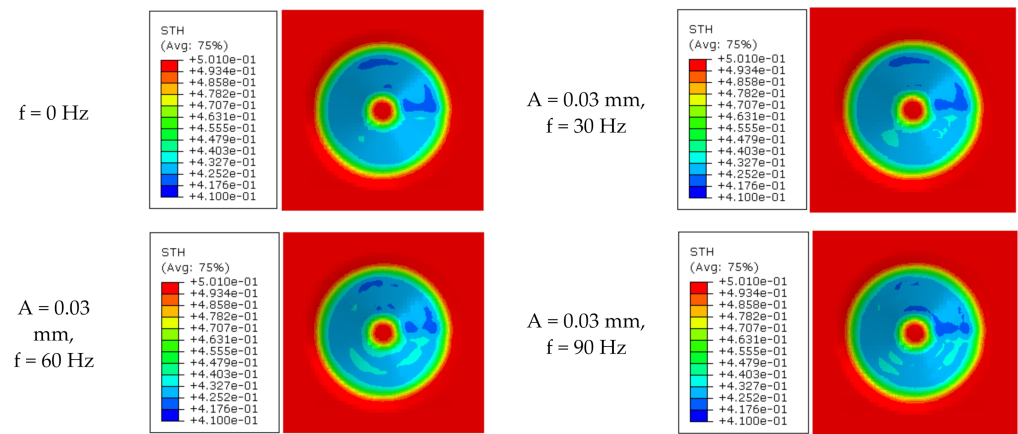 f = 0 Hz
STH
(Avg: 75%)
+5.010e-01
+4.934e-01
+4.858e-01
+4.782e-01
+4.707e-01
+4.631e-01
+4.555e-01
+4.479e-01
+4.403e-01
+4.327e-01
+4.252e-01
+4.176e-01
+4.100e-01
A = 0.03 mm,
f = 30 Hz
STH
(Avg: 75%)
+5.010e-01
+4.934e-01
+4.858e-01
+4.782e-01
+4.707e-01
+4.631e-01
+4.555e-01
+4.479e-01
+4.403e-01
+4.327e-01
+4.252e-01
+4.176e-01
+4.100e-01
A = 0.03
mm,
f = 60 Hz
STH
(Avg: 75%)
+5.010e-01
+4.934e-01
+4.858e-01
+4.782e-01
+4.707e-01
+4.631e-01
+4.555e-01
+4.479e-01
+4.403e-01
+4.327e-01
+4.252e-01
+4.176e-01
+4.100e-01
A = 0.03 mm,
f = 90 Hz
STH
(Avg: 75%)
+5.010e-01
+4.934e-01
+4.858e-01
+4.782e-01
+4.707e-01
+4.631e-01
+4.555e-01
+4.479e-01
+4.403e-01
+4.327e-01
+4.252e-01
+4.176e-01
+4.100e-01